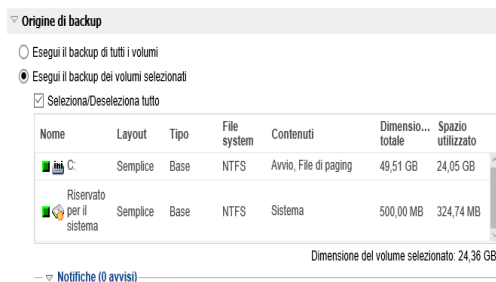 Origine di backup
Esegui il backup di tutti i volumi
Esegui il backup dei volumi selezionati
Seleziona/Deseleziona tutto
Nome Layout Tipo File system Contenuti Dimensio... totale Spazio utilizzato
C: Semplice Base NTFS Avvio, File di paging 49,51 GB 24,05 GB
Riservato per il sistema Semplice Base NTFS Sistema 500,00 MB 324,74 MB
Dimensione del volume selezionato: 24,36 GB
Notifiche (0 avvisi)